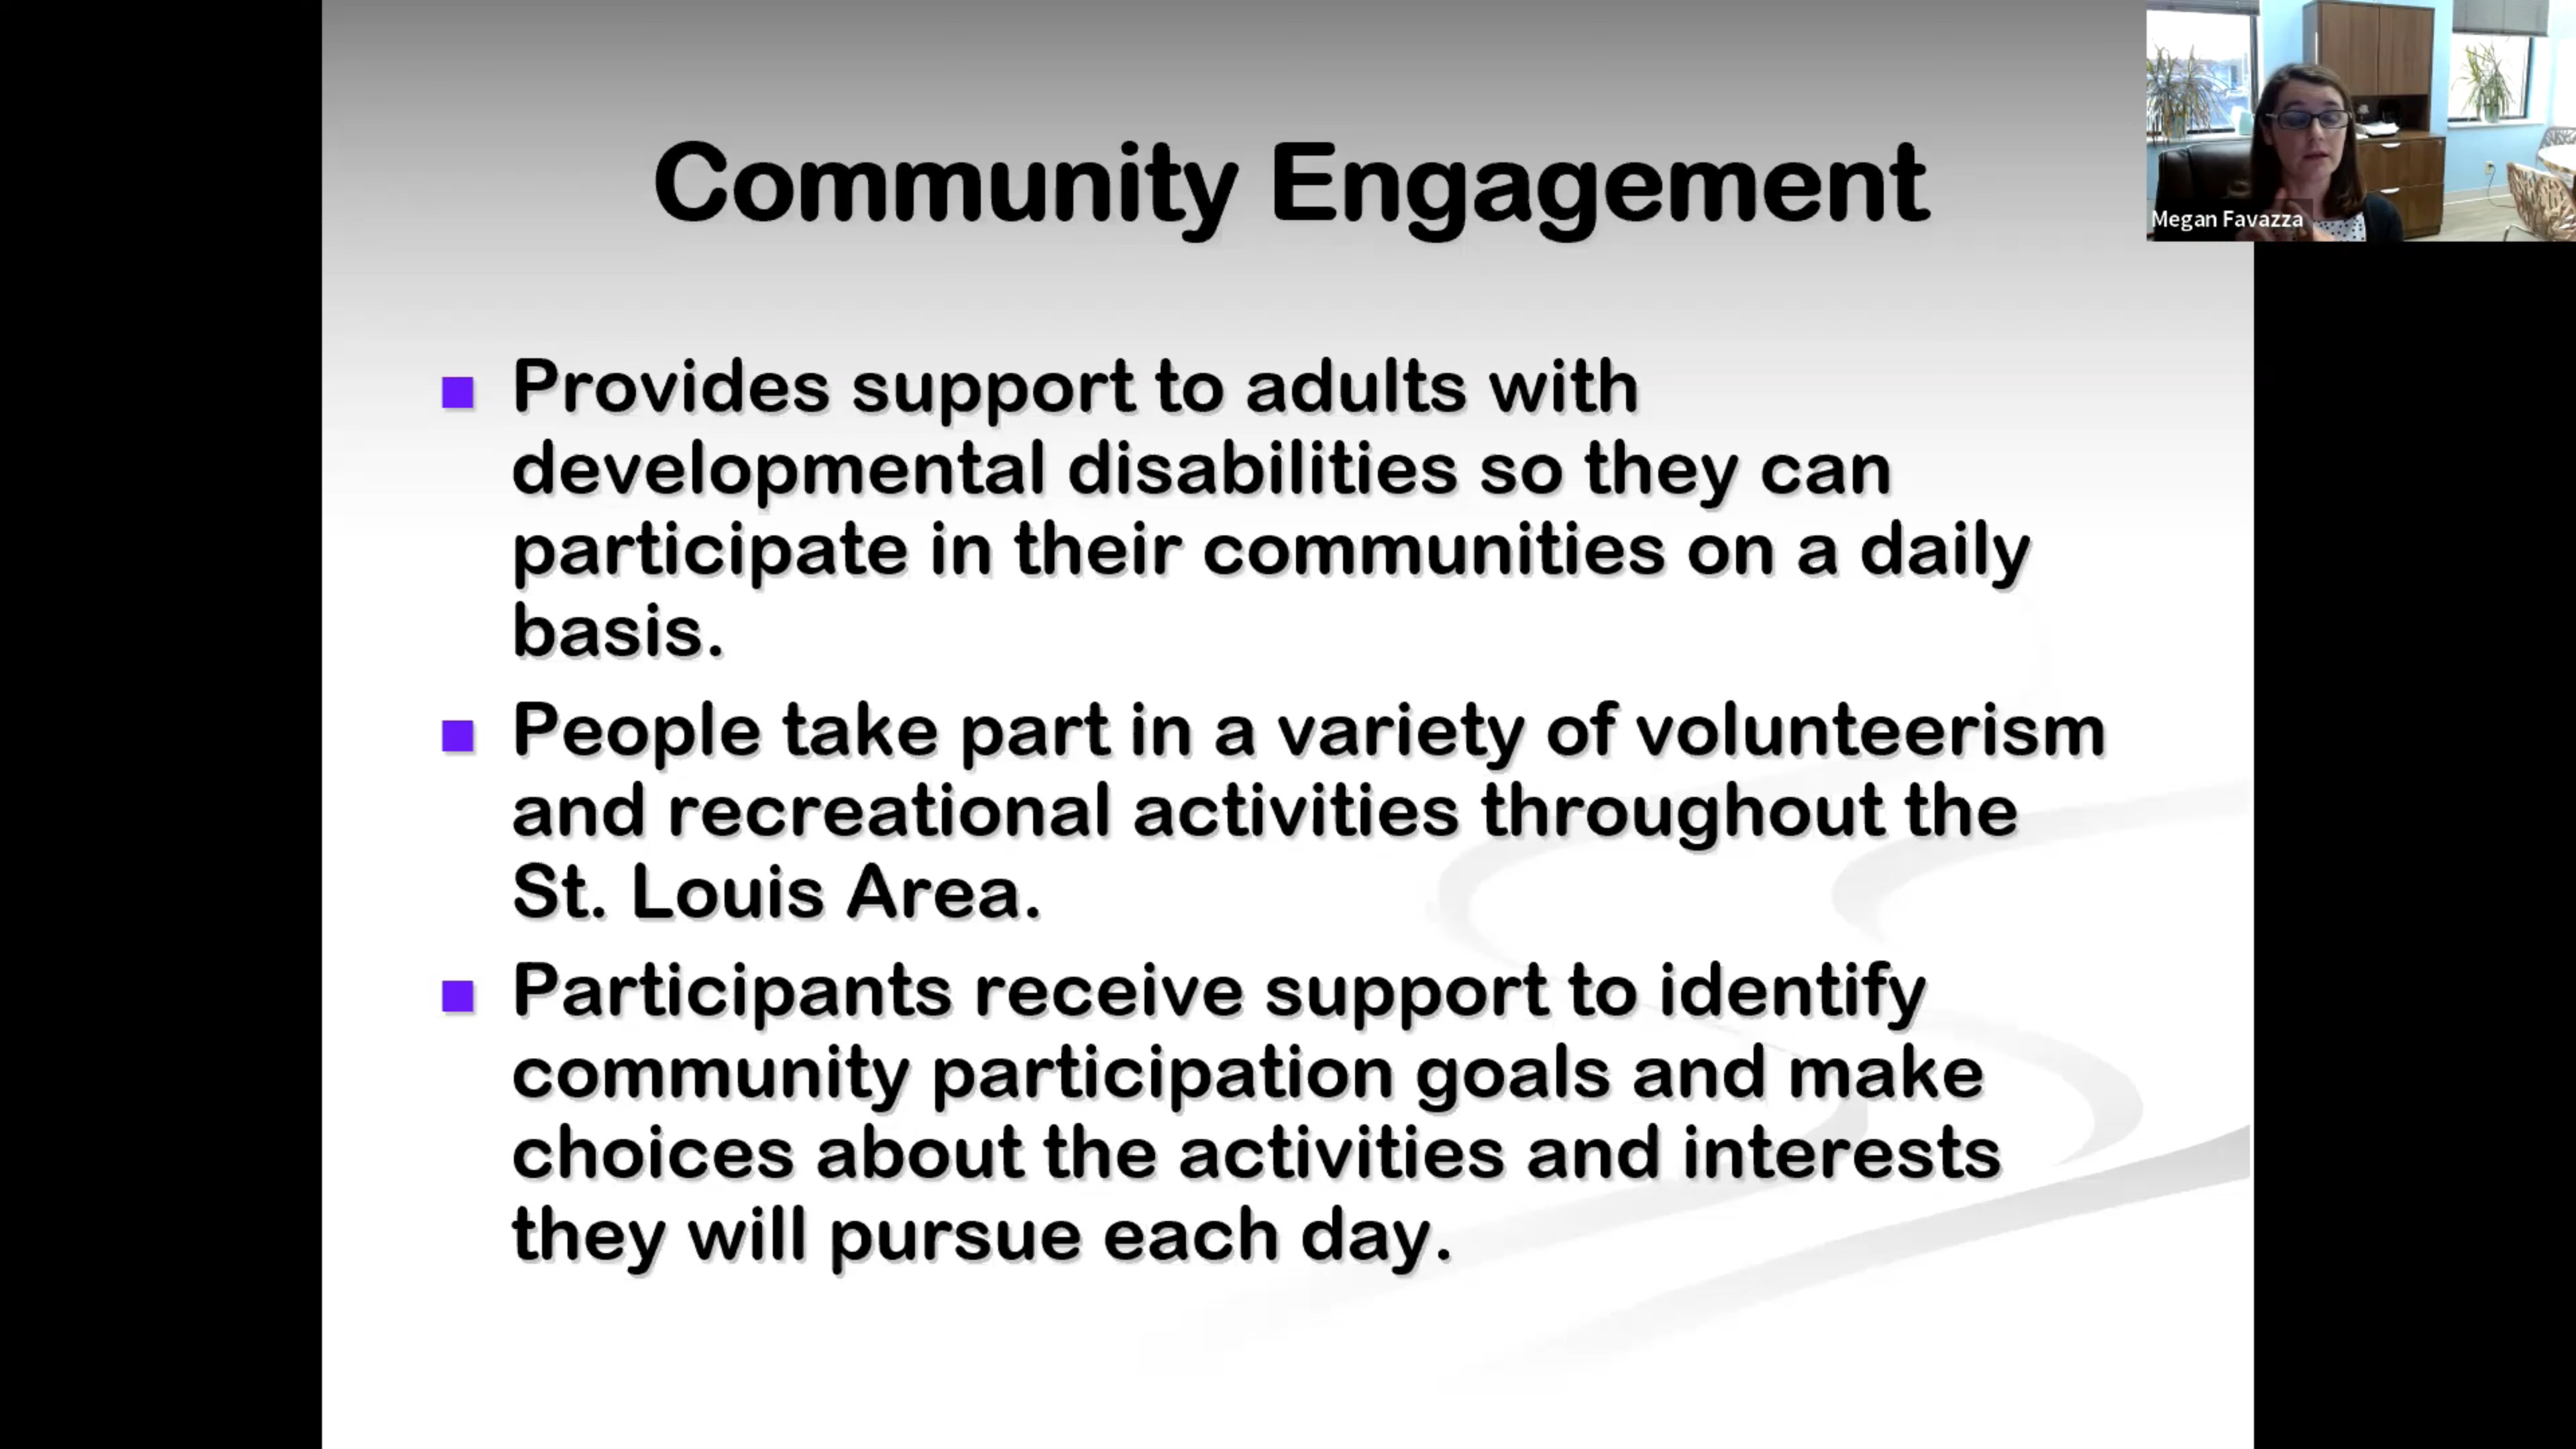 Community Engagement
Megan Favazza
Provides support to adults with
developmental disabilities so they can
participate in their communities on a daily
basis.
People take part in a variety of volunteerism
and recreational activities throughout the
St. Louis Area.
Participants receive support to identify
community participation goals and make
choices about the activities and interests
they will pursue each day.